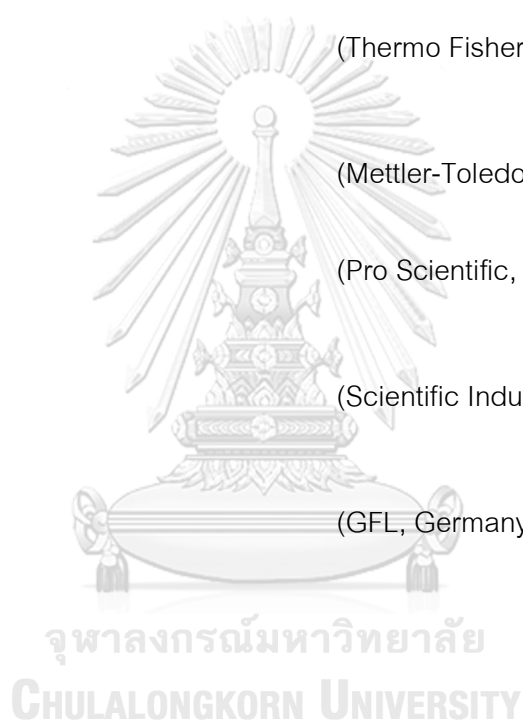 (Thermo Fisher
(Mettler-Toledo
(Pro Scientific,
(Scientific Indu
(GFL, Germany
จุฬาลงกรณ์มหาวิทยาลัย
CHULALONGKORN UNIVERSITY